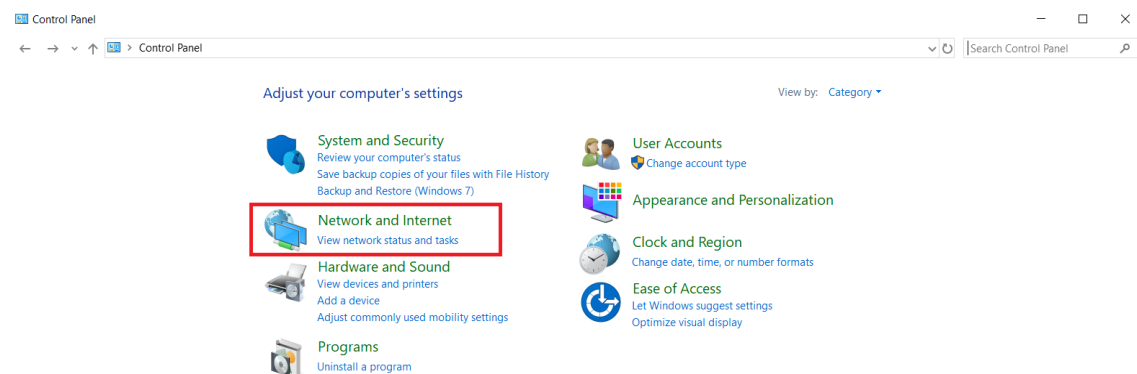 Control Panel
Control Panel
Search Control Panel
Adjust your computer's settings
View by: Category
System and Security
Review your computer's status
Save backup copies of your files with File History
Backup and Restore (Windows 7)
Network and Internet
View network status and tasks
Hardware and Sound
View devices and printers
Add a device
Adjust commonly used mobility settings
Programs
Uninstall a program
User Accounts
Change account type
Appearance and Personalization
Clock and Region
Change date, time, or number formats
Ease of Access
Let Windows suggest settings
Optimize visual display